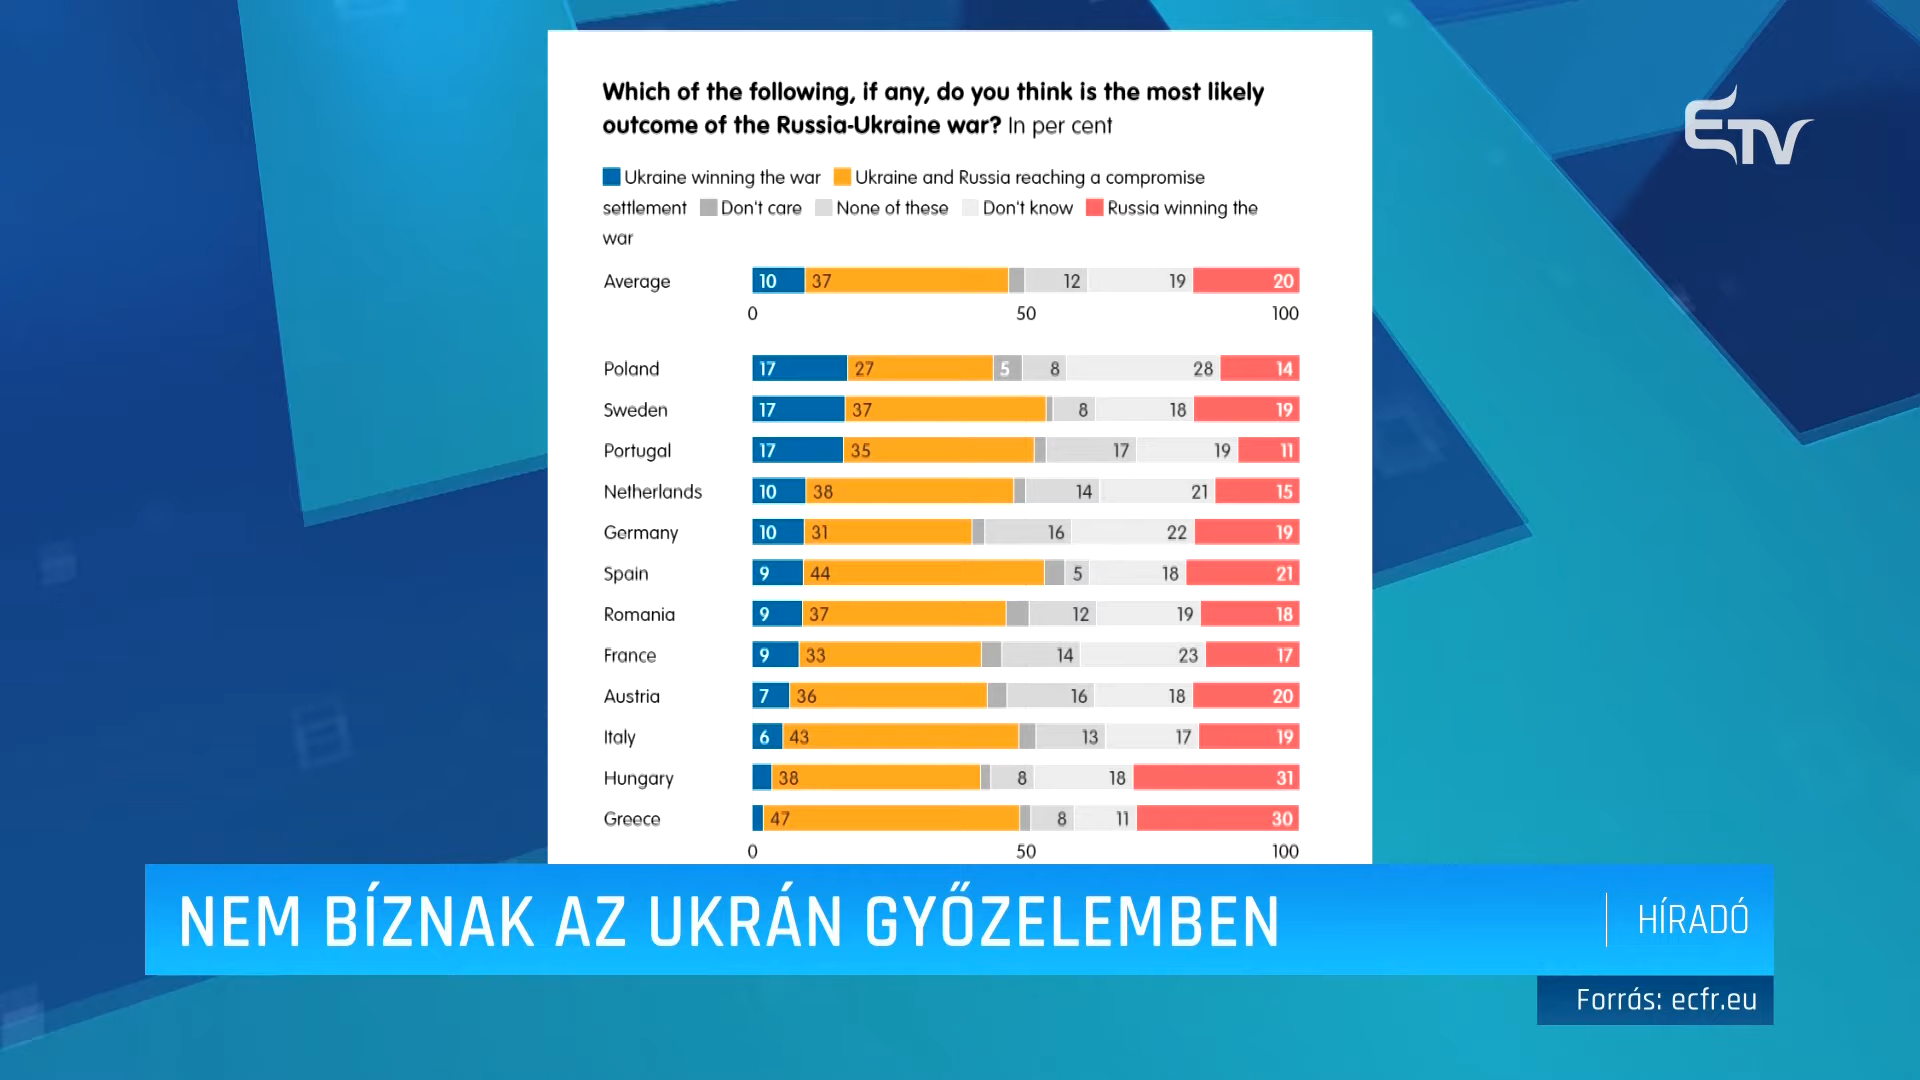 Which of the following, if any, do you think is the most likely
outcome of the Russia-Ukraine war? In per cent
ETV
Ukraine winning the war Ukraine and Russia reaching a compromise
settlement Don't care None of these Don't know Russia winning the
war
Average 10 37 12 19 20
0 50 100
Poland 17 27 5 8 28 14
Sweden 17 37 8 18 19
Portugal 17 35 17 19 11
Netherlands 10 38 14 21 15
Germany 10 31 16 22 19
Spain 9 44 5 18 21
Romania 9 37 12 19 18
France 9 33 14 23 17
Austria 7 36 16 18 20
Italy 6 43 13 17 19
Hungary 38 8 18 31
Greece 47 8 11 30
0 50 100
NEM BÍZNAK AZ UKRÁN GYŐZELEMBEN
HÍRADÓ
Forrás: ecfr.eu